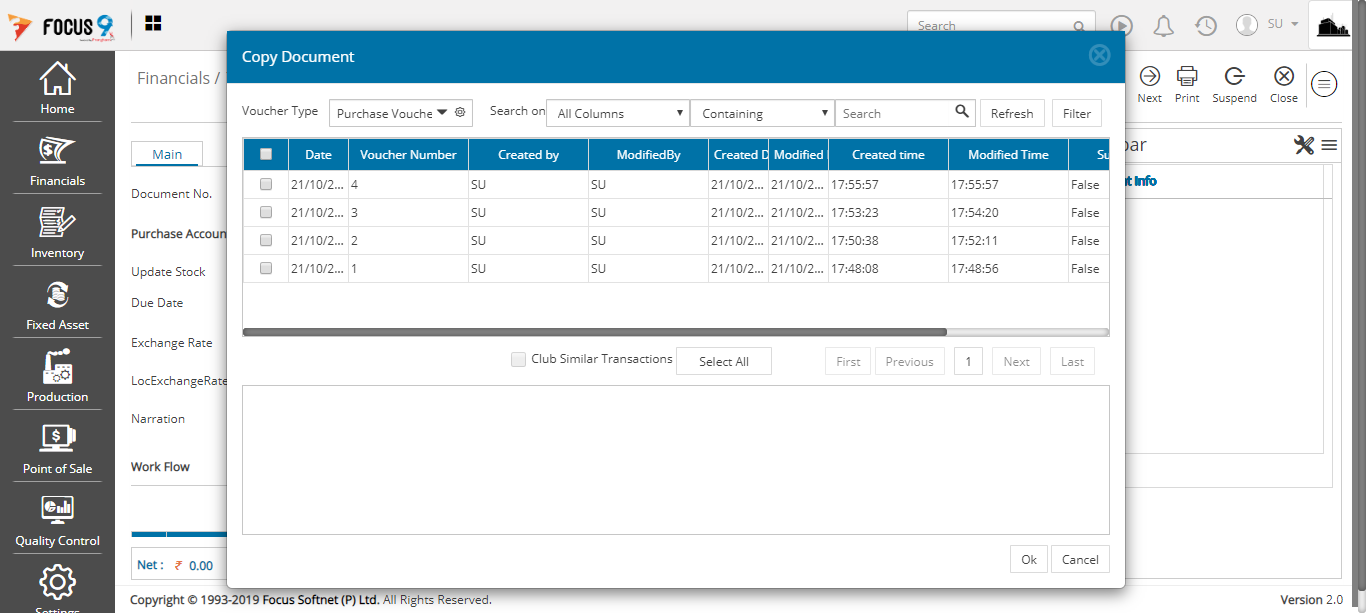 FOCUS 9
Search
SU
Home
Financials
Inventory
Fixed Asset
Production
Point of Sale
Quality Control
Settings
Financials /
Next Print Suspend Close
Main
Document No.
Purchase Accoun
Update Stock
Due Date
Exchange Rate
LocExchangeRate
Narration
Work Flow
Net : ₹ 0.00
bar
t Info
Copy Document
Voucher Type Purchase Vouche Search on All Columns Containing Search Refresh Filter
Date Voucher Number Created by ModifiedBy Created D Modified Created time Modified Time Su
21/10/2... 4 SU SU 21/10/2... 21/10/2... 17:55:57 17:55:57 False
21/10/2... 3 SU SU 21/10/2... 21/10/2... 17:53:23 17:54:20 False
21/10/2... 2 SU SU 21/10/2... 21/10/2... 17:50:38 17:52:11 False
21/10/2... 1 SU SU 21/10/2... 21/10/2... 17:48:08 17:48:56 False
Club Similar Transactions Select All First Previous 1 Next Last
Ok Cancel
Copyright © 1993-2019 Focus Softnet (P) Ltd. All Rights Reserved.
Version 2.0